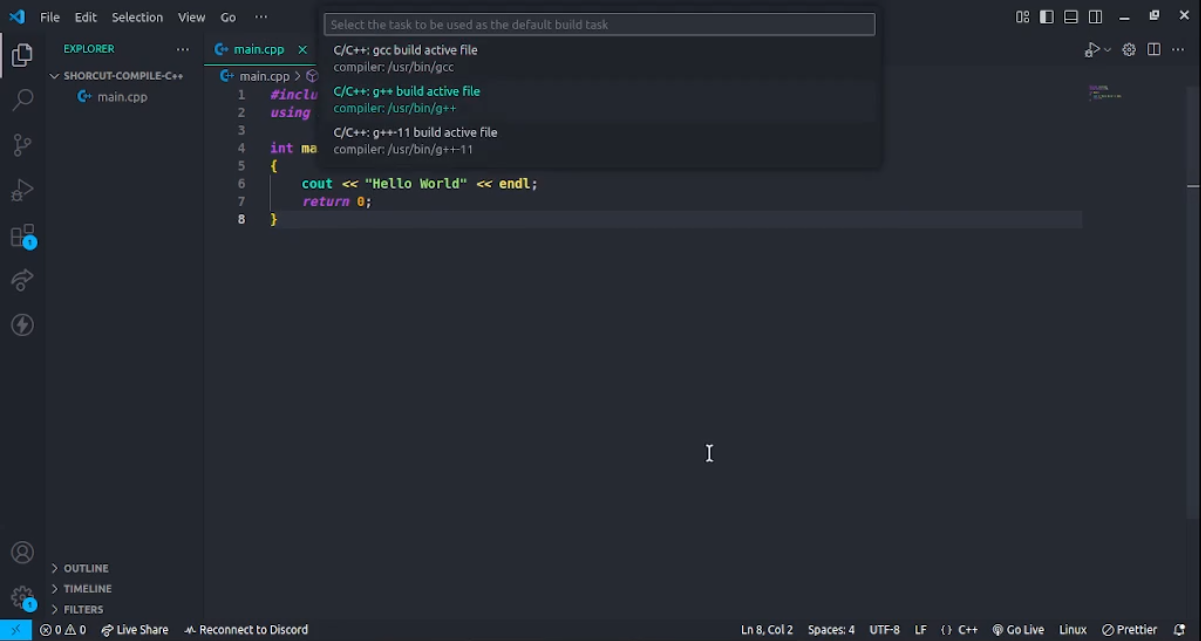 File Edit Selection View Go ···
Select the task to be used as the default build task
C/C++: gcc build active file
compiler: /usr/bin/gcc
C/C++: g++ build active file
compiler: /usr/bin/g++
C/C++: g++-11 build active file
compiler: /usr/bin/g++-11
EXPLORER ···
SHORCUT-COMPILE-C++
main.cpp
main.cpp ×
main.cpp >
1 #inclu
2 using
3
4 int ma
5 {
6 cout << "Hello World" << endl;
7 return 0;
8 }
1
OUTLINE
TIMELINE
FILTERS
1
0 0 Live Share Reconnect to Discord Ln 8, Col 2 Spaces: 4 UTF-8 LF {} C++ Go Live Linux Prettier